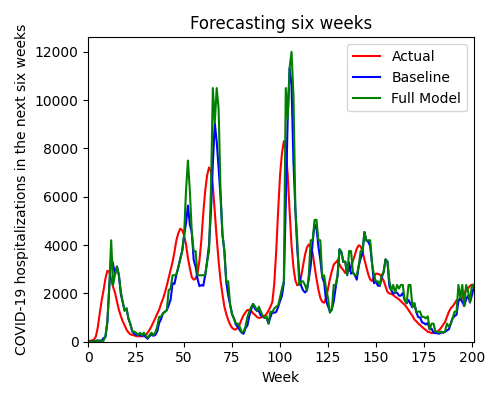 Forecasting six weeks
COVID-19 hospitalizations in the next six weeks
12000
10000
8000
6000
4000
2000
0
Actual
Baseline
Full Model
0 25 50 75 100 125 150 175 200
Week